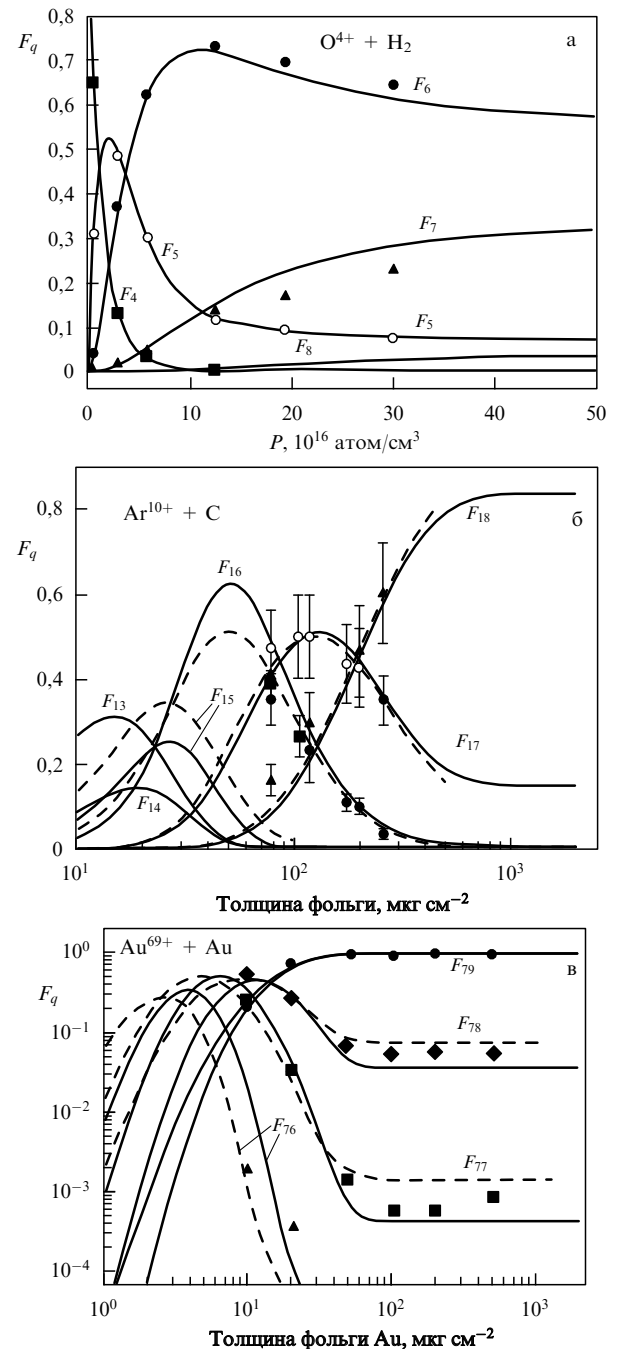 0,8
F_q
O⁴⁺ + H₂
а
0,7
F₆
0,6
0,5
0,4
F₇
0,3
F₅
F₄
0,2
0,1
F₅
F₈
0
0 10 20 30 40 50
P, 10¹⁶ атом/см³
Ar¹⁰⁺ + C
б
0,8
F₁₈
F_q
F₁₆
0,6
0,4
F₁₃
F₁₅
F₁₇
0,2
F₁₄
0
10¹ 10² 10³
Толщина фольги, мкг см⁻²
Au⁶⁹⁺ + Au
в
10⁰
F₇₉
F_q
F₇₈
10⁻¹
10⁻²
F₇₆
F₇₇
10⁻³
10⁻⁴
10⁰ 10¹ 10² 10³
Толщина фольги Au, мкг см⁻²